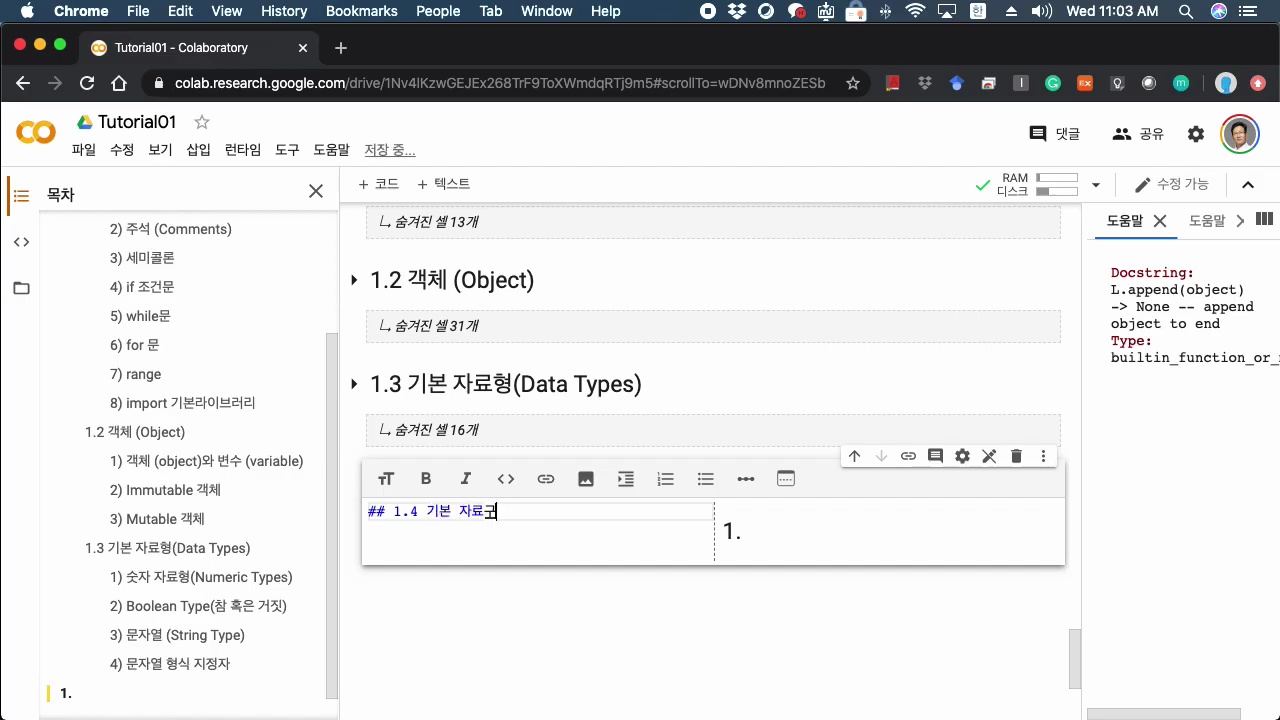 Chrome File Edit View History Bookmarks People Tab Window Help 한 Wed 11:03 AM
Tutorial01 - Colaboratory
colab.research.google.com/drive/1Nv4lKzwGEJEx268TrF9ToXWmdqRTj9m5#scrollTo=wDNv8mnoZESb
Tutorial01
댓글 공유
파일 수정 보기 삽입 런타임 도구 도움말 저장 중...
목차
+ 코드 + 텍스트
RAM
디스크
수정 가능
도움말 도움말
2) 주석 (Comments)
3) 세미콜론
4) if 조건문
5) while문
6) for 문
7) range
8) import 기본라이브러리
1.2 객체 (Object)
1) 객체 (object)와 변수 (variable)
2) Immutable 객체
3) Mutable 객체
1.3 기본 자료형(Data Types)
1) 숫자 자료형(Numeric Types)
2) Boolean Type(참 혹은 거짓)
3) 문자열 (String Type)
4) 문자열 형식 지정자
1.
숨겨진 셀 13개
1.2 객체 (Object)
숨겨진 셀 31개
1.3 기본 자료형(Data Types)
숨겨진 셀 16개
## 1.4 기본 자료구
1.
Docstring:
L.append(object)
-> None -- append
object to end
Type:
builtin_function_or_